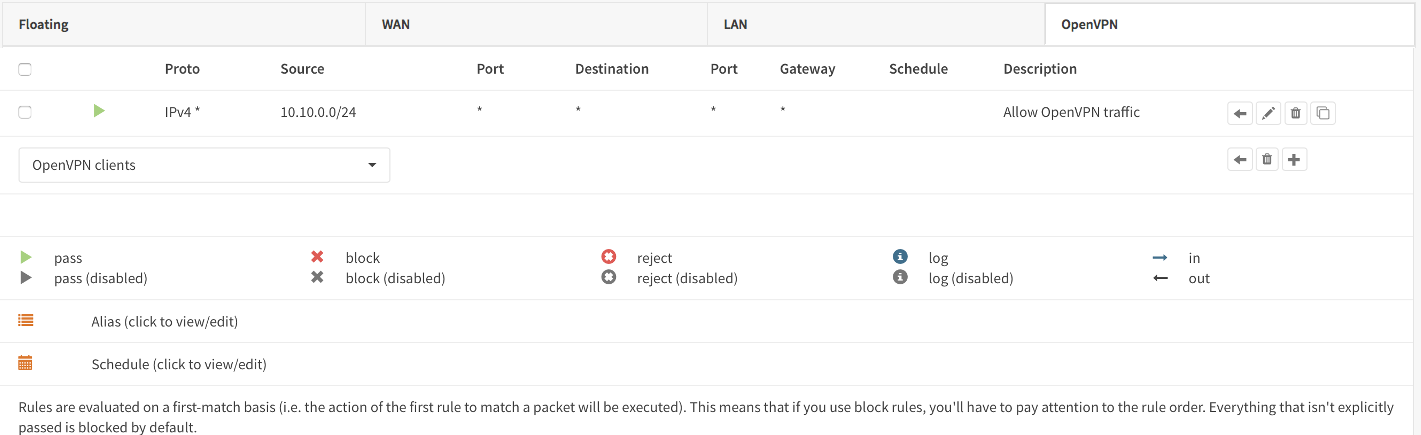 Floating WAN LAN OpenVPN
Proto Source Port Destination Port Gateway Schedule Description
IPv4 * 10.10.0.0/24 * * * * Allow OpenVPN traffic
OpenVPN clients
pass block reject log in
pass (disabled) block (disabled) reject (disabled) log (disabled) out
Alias (click to view/edit)
Schedule (click to view/edit)
Rules are evaluated on a first-match basis (i.e. the action of the first rule to match a packet will be executed). This means that if you use block rules, you'll have to pay attention to the rule order. Everything that isn't explicitly
passed is blocked by default.